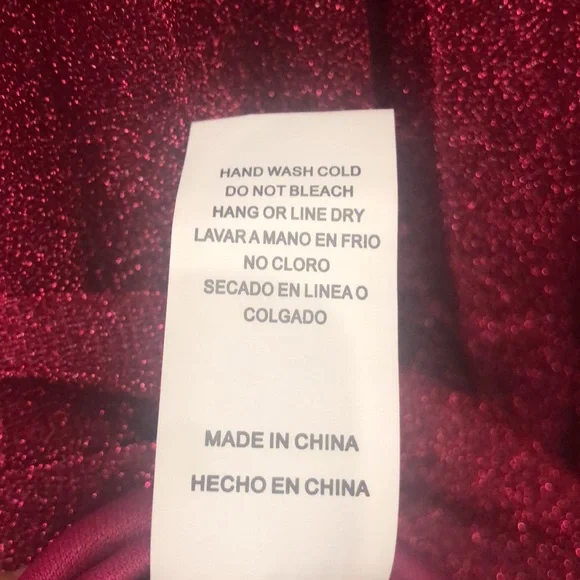 HAND WASH COLD
DO NOT BLEACH
HANG OR LINE DRY
LAVAR A MANO EN FRIO
NO CLORO
SECADO EN LINEA O
COLGADO
MADE IN CHINA
HECHO EN CHINA